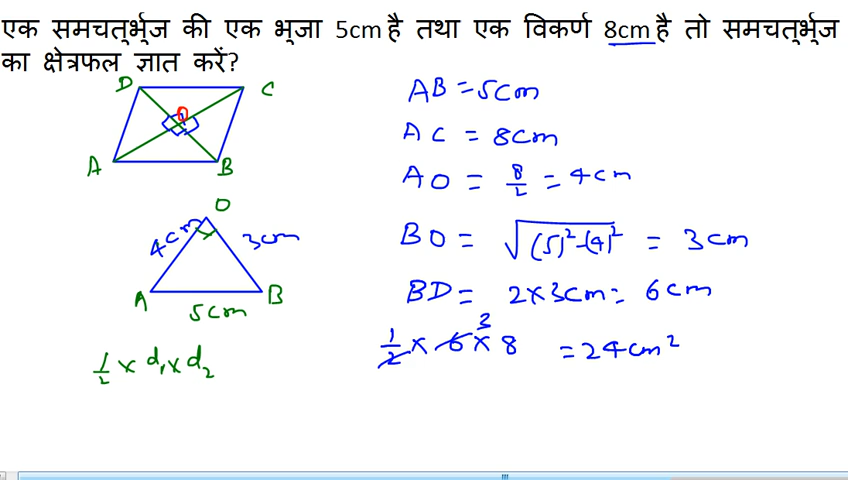 एक समचतुर्भुज की एक भुजा 5cm है तथा एक विकर्ण 8cm है तो समचतुर्भुज
का क्षेत्रफल ज्ञात करें?
D C
O
A B
AB = 5cm
AC = 8cm
AO = 8/2 = 4cm
O
4cm 3cm
A B
5cm
BO = √(5)²-(4)² = 3cm
BD = 2×3cm = 6cm
1/2 × 6 3 × 8 = 24cm²
1/2 × d₁ × d₂